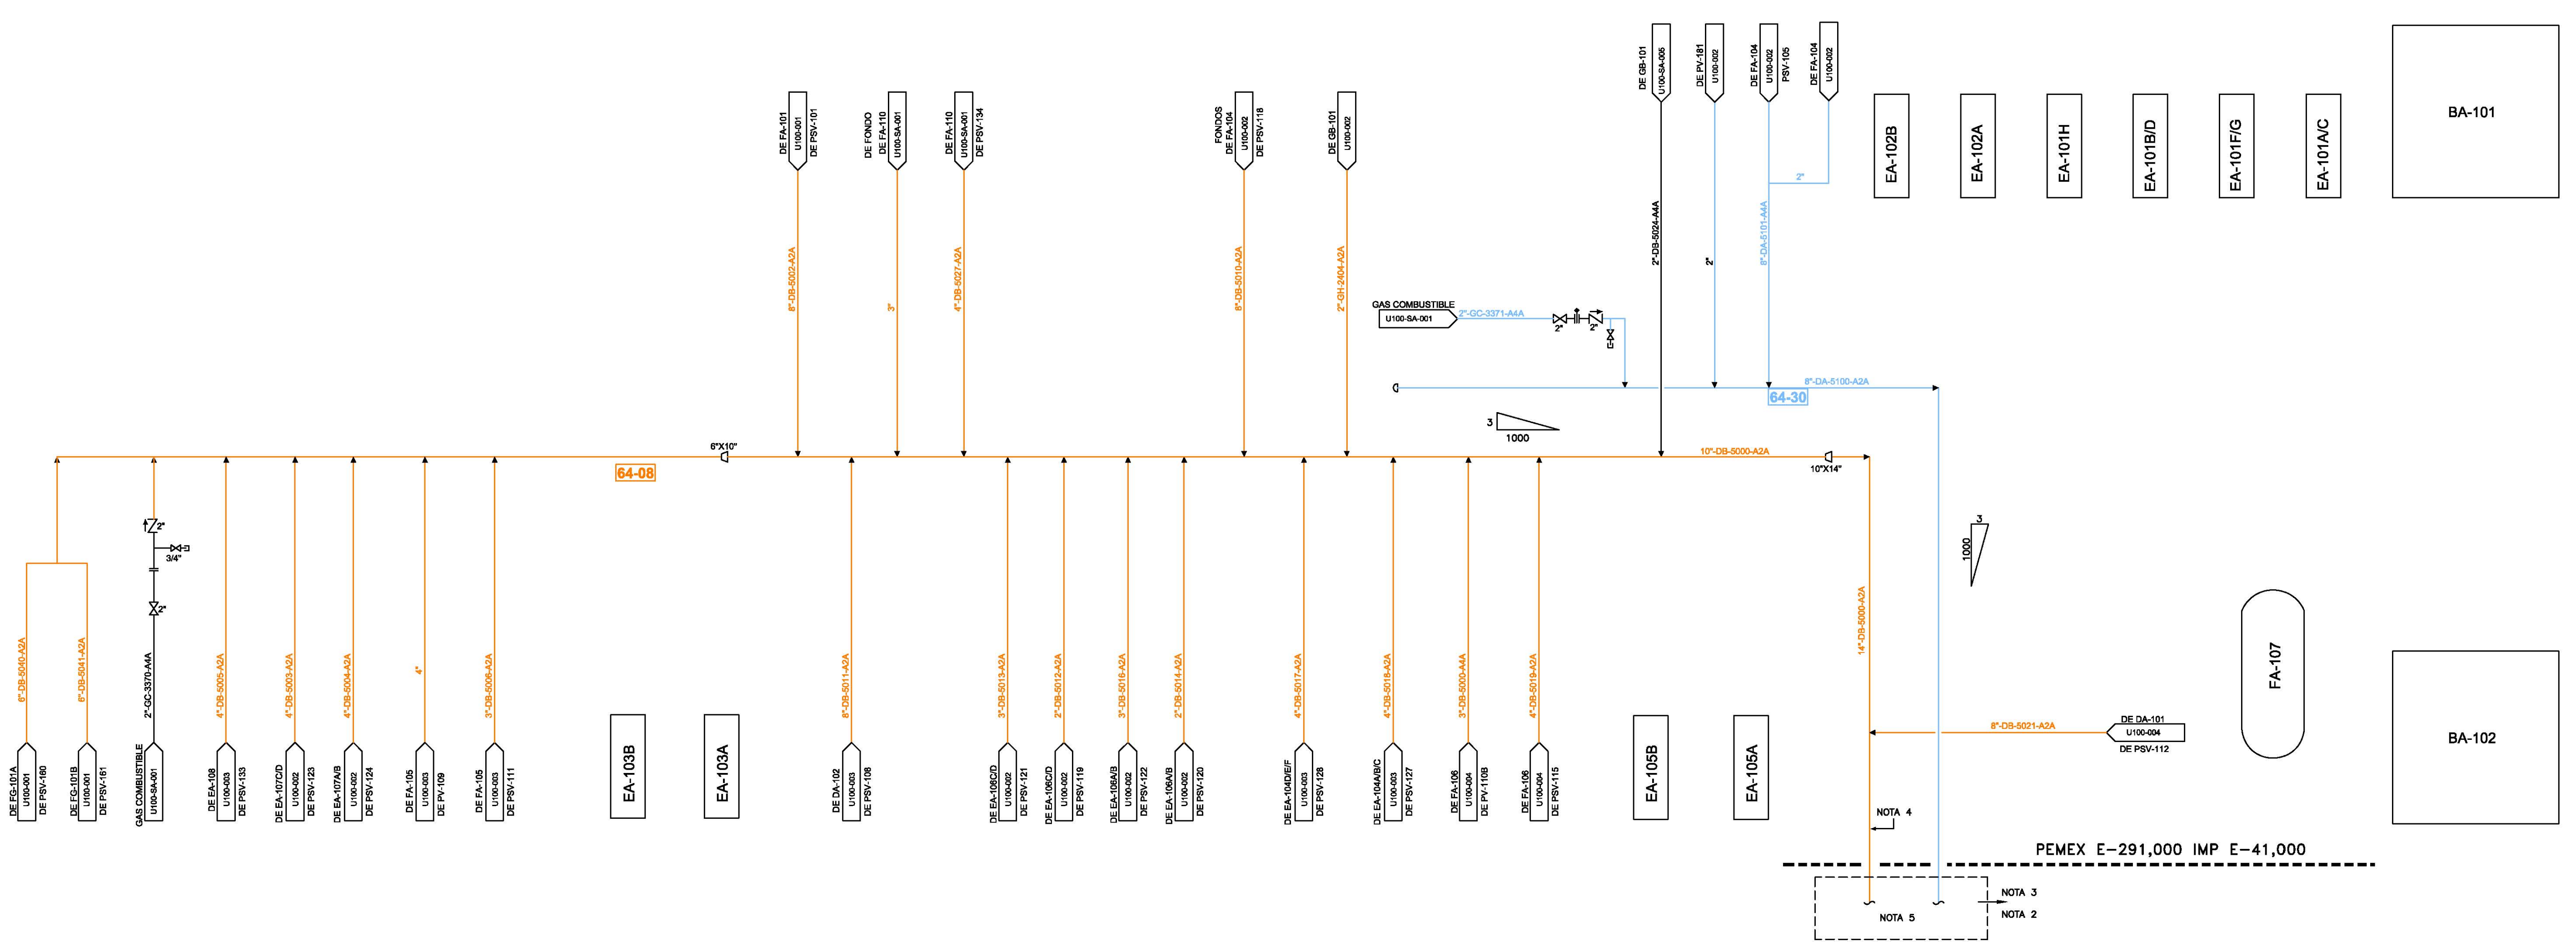 DE GB-101
U100-SA-005
DE PV-181
U100-002
DE FA-104
U100-002
PSV-105
DE FA-104
U100-002
DE FA-101
U100-001
DE PSV-101
DE FONDO
DE FA-110
U100-SA-001
DE FA-110
U100-SA-001
DE PSV-134
FONDOS
DE FA-104
U100-002
DE PSV-118
DE GB-101
U100-002
EA-102B
EA-102A
EA-101H
EA-101B/D
EA-101F/G
EA-101A/C
BA-101
2"
8"-DB-5002-A2A
3"
4"-DB-5027-A2A
6"-DB-5010-A2A
2"-GH-2404-A2A
2"-DB-5024-A4A
2"
8"-DA-5101-A4A
GAS COMBUSTIBLE
U100-SA-001
2"-GC-3371-A4A
2"
2"
8"-DA-5100-A2A
64-30
3
1000
6"X10"
64-08
10"-DB-5000-A2A
10"X14"
2"
3/4"
2"
3
1000
6"-DB-5040-A2A
6"-DB-5041-A2A
2"-GC-3370-A4A
4"-DB-5005-A2A
4"-DB-5003-A2A
4"-DB-5004-A2A
4"
3"-DB-5006-A2A
8"-DB-5011-A2A
3"-DB-5013-A2A
2"-DB-5012-A2A
3"-DB-5016-A2A
2"-DB-5014-A2A
4"-DB-5017-A2A
4"-DB-5018-A2A
3"-DB-5000-A4A
4"-DB-5019-A2A
14"-DB-5000-A2A
FA-107
8"-DB-5021-A2A
DE DA-101
U100-004
DE PSV-112
BA-102
DE FG-101A
U100-001
DE PSV-160
DE FG-101B
U100-001
DE PSV-161
GAS COMBUSTIBLE
U100-SA-001
DE EA-108
U100-003
DE PSV-133
DE EA-107C/D
U100-002
DE PSV-123
DE EA-107A/B
U100-002
DE PSV-124
DE FA-105
U100-003
DE PV-109
DE FA-105
U100-003
DE PSV-111
EA-103B
EA-103A
DE DA-102
U100-003
DE PSV-108
DE EA-106C/D
U100-002
DE PSV-121
DE EA-106C/D
U100-002
DE PSV-119
DE EA-106A/B
U100-002
DE PSV-122
DE EA-106A/B
U100-002
DE PSV-120
DE EA-104D/E/F
U100-003
DE PSV-128
DE EA-104A/B/C
U100-003
DE PSV-127
DE FA-106
U100-004
DE PV-110B
DE FA-106
U100-004
DE PSV-115
EA-105B
EA-105A
NOTA 4
PEMEX E-291,000 IMP E-41,000
NOTA 3
NOTA 5
NOTA 2